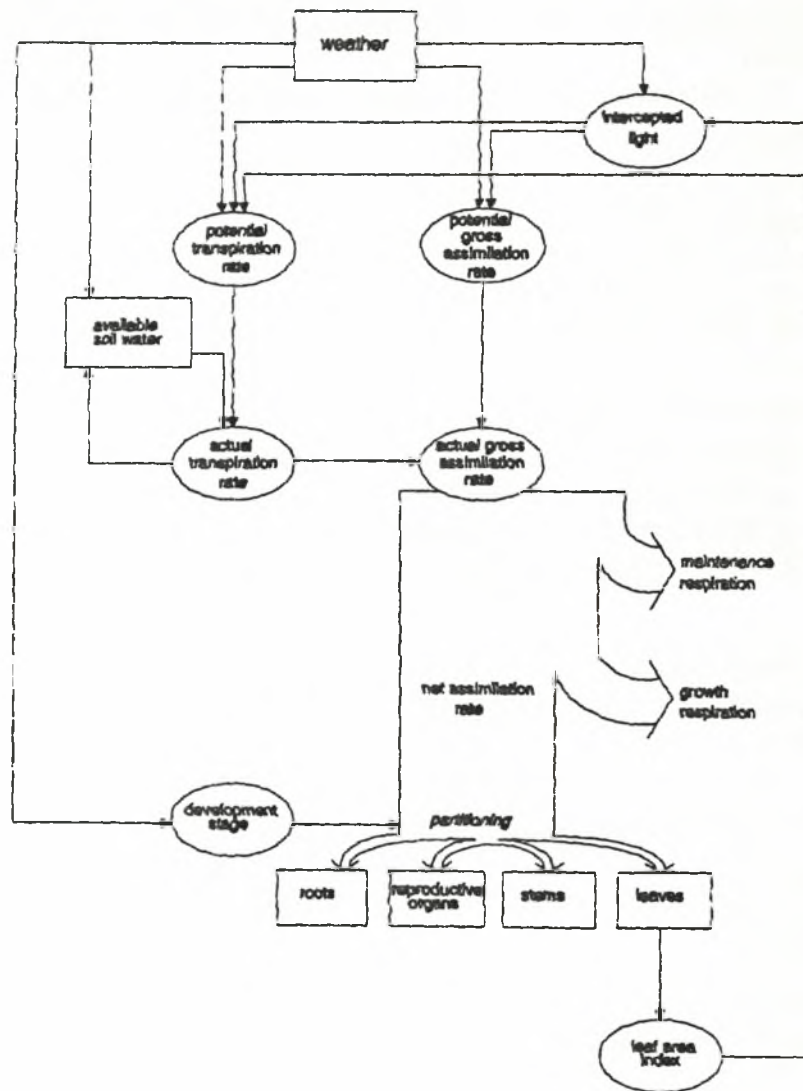 weather
intercepted
light
potential
transpiration
rate
potential
gross
assimilation
rate
available
soil water
actual
transpiration
rate
actual gross
assimilation
rate
maintenance
respiration
net assimilation
rate
growth
respiration
development
stage
partitioning
roots
reproductive
organs
stems
leaves
leaf area
index